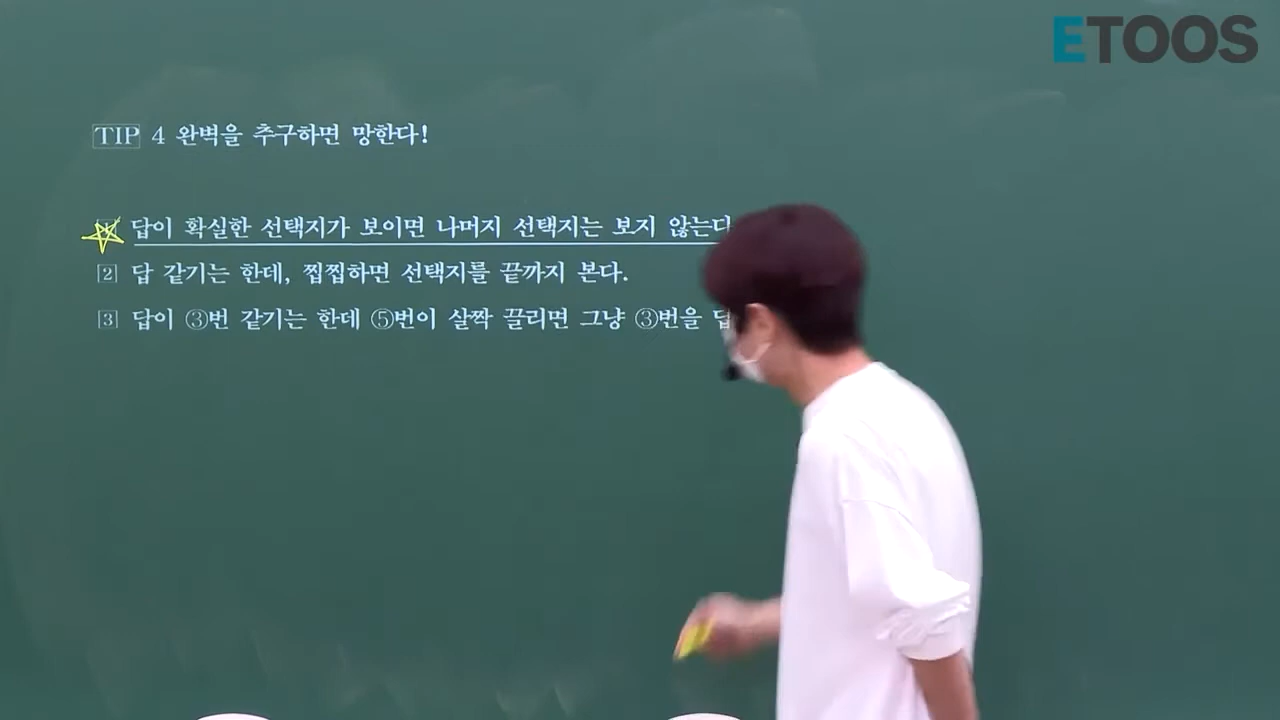 ETOOS
TIP 4 완벽을 추구하면 망한다!
답이 확실한 선택지가 보이면 나머지 선택지는 보지 않는다
2 답 같기는 한데, 찝찝하면 선택지를 끝까지 본다.
3 답이 ③번 같기는 한데 ⑤번이 살짝 끌리면 그냥 ③번을